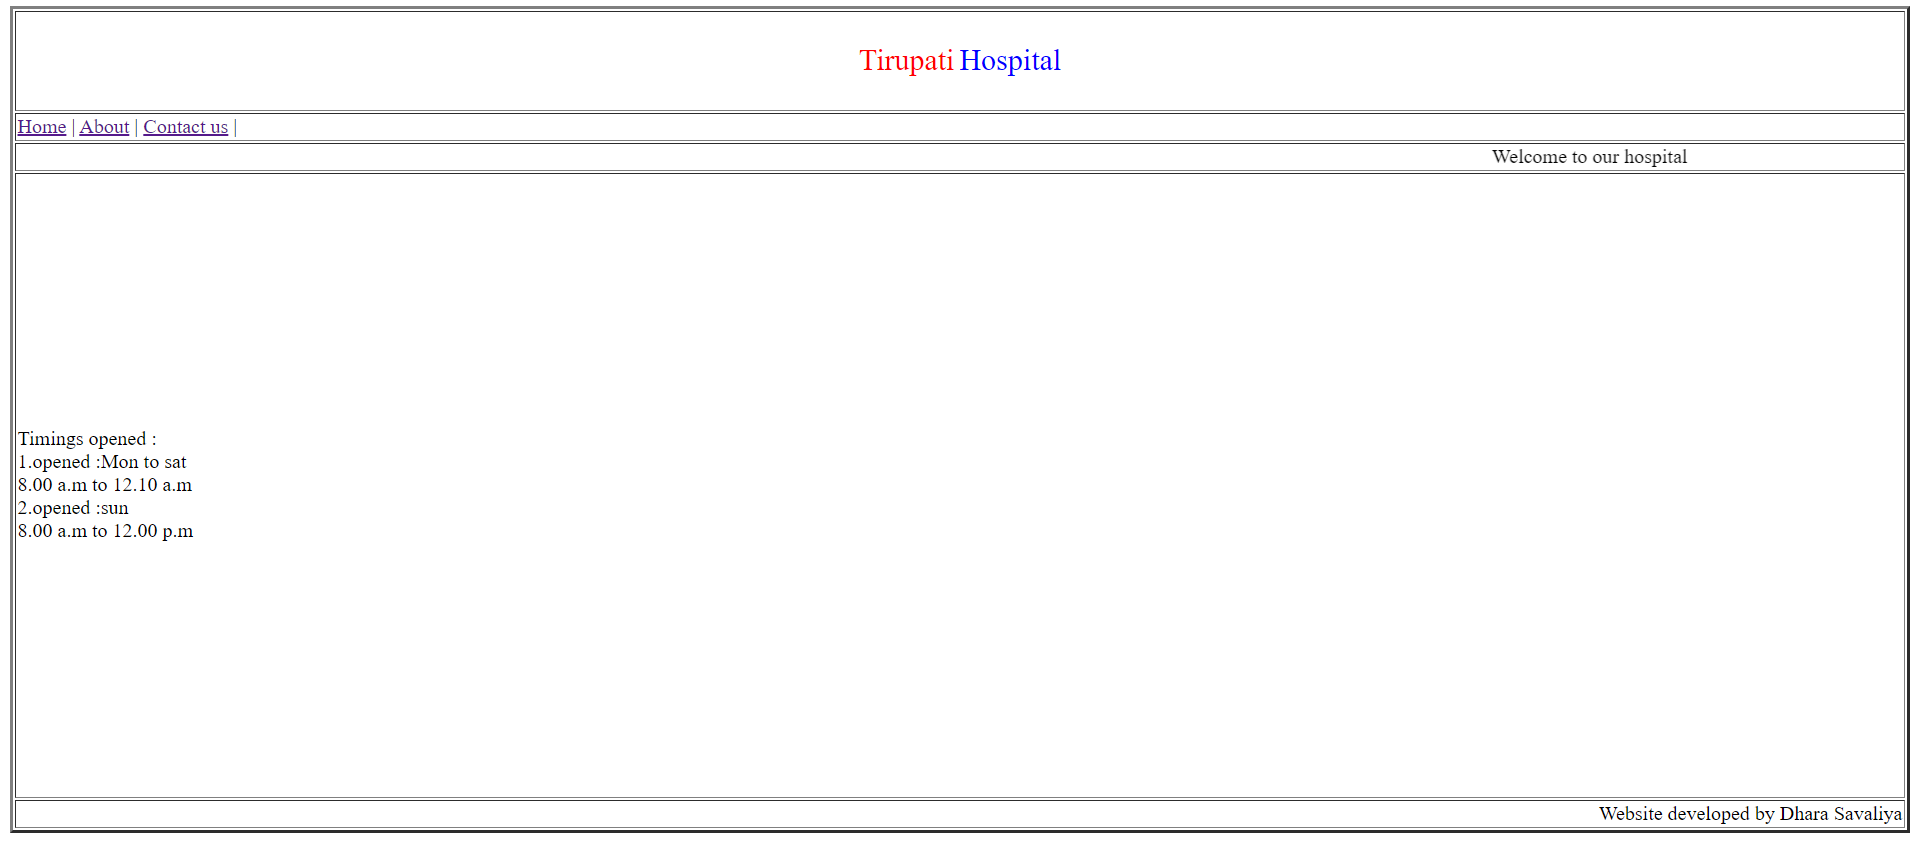 Tirupati Hospital
Home | About | Contact us |
Welcome to our hospital
Timings opened :
1.opened :Mon to sat
8.00 a.m to 12.10 a.m
2.opened :sun
8.00 a.m to 12.00 p.m
Website developed by Dhara Savaliya